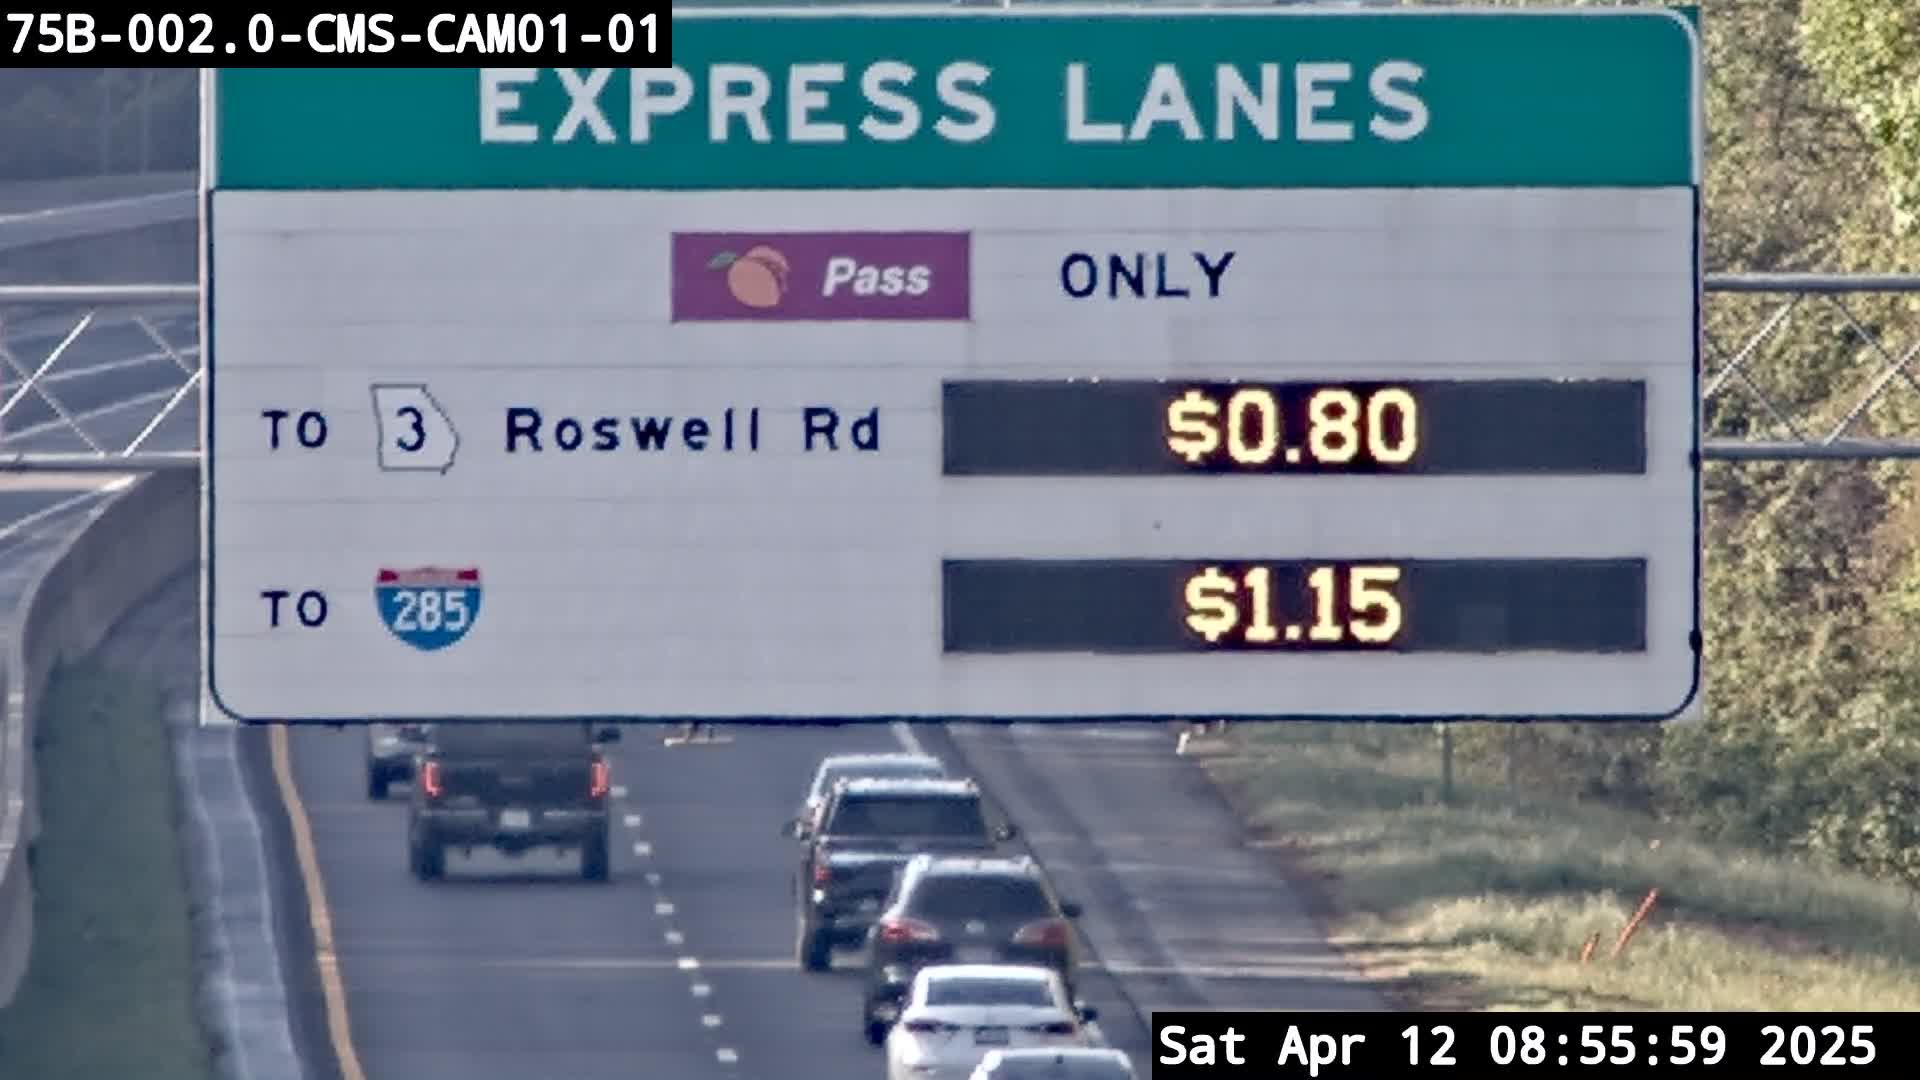 75B-002.0-CMS-CAM01-01
EXPRESS LANES
Pass ONLY
TO 3 Roswell Rd $0.80
TO 285 $1.15
Sat Apr 12 08:55:59 2025